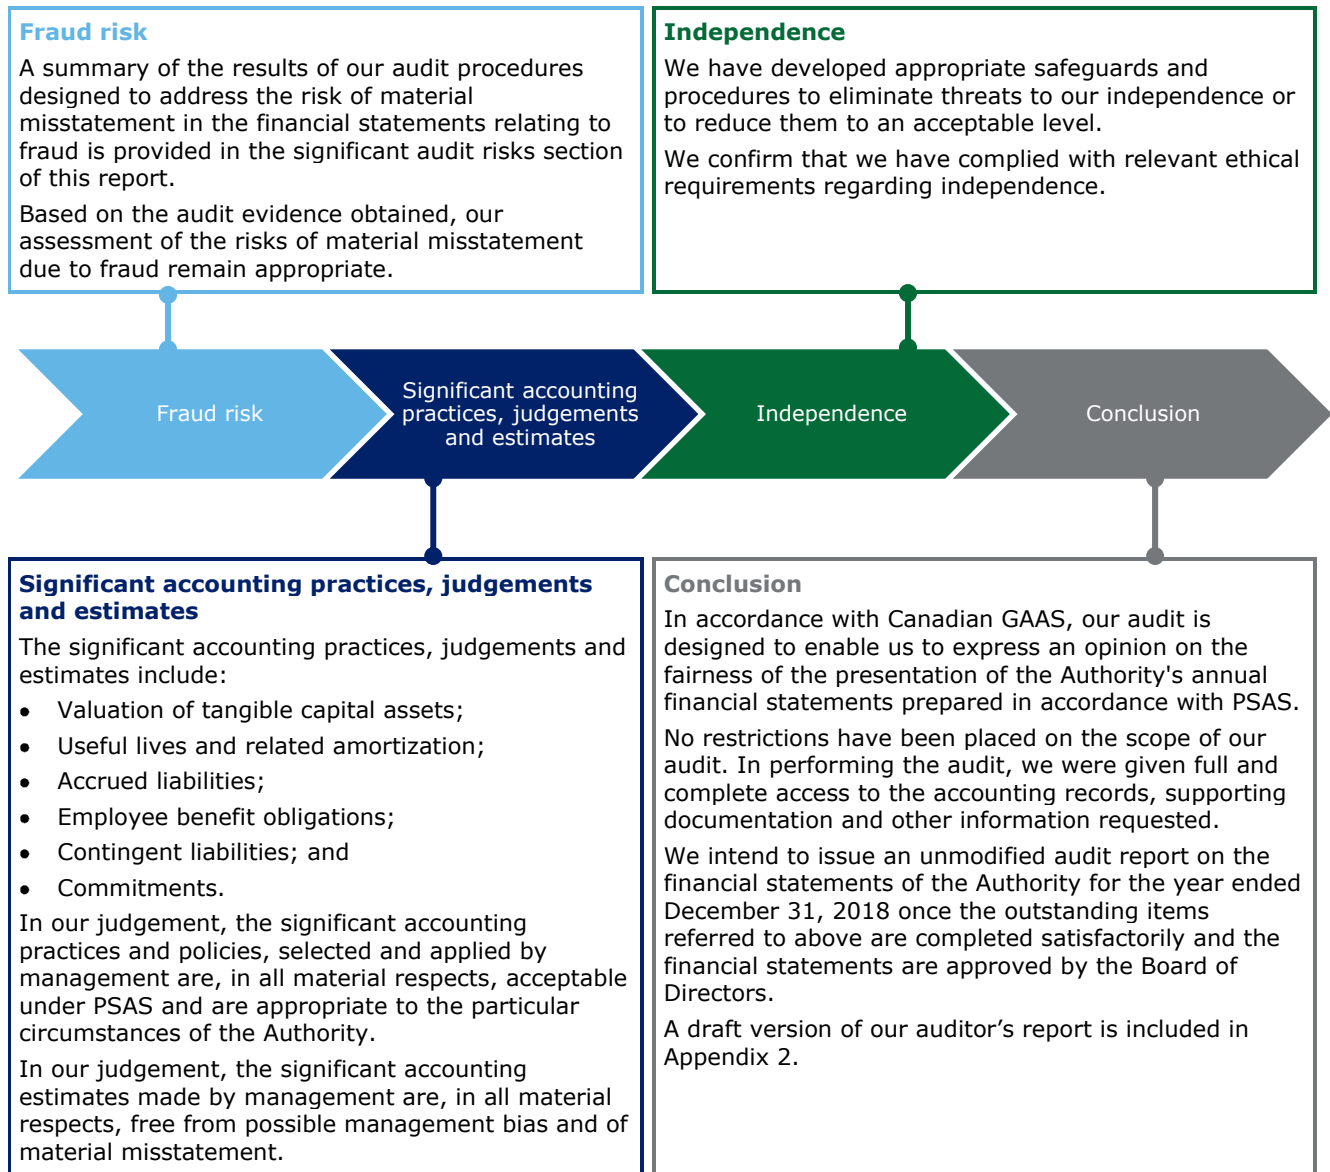 Fraud risk
A summary of the results of our audit procedures
designed to address the risk of material
misstatement in the financial statements relating to
fraud is provided in the significant audit risks section
of this report.
Based on the audit evidence obtained, our
assessment of the risks of material misstatement
due to fraud remain appropriate.
Independence
We have developed appropriate safeguards and
procedures to eliminate threats to our independence or
to reduce them to an acceptable level.
We confirm that we have complied with relevant ethical
requirements regarding independence.
Fraud risk
Significant accounting
practices, judgements
and estimates
Independence
Conclusion
Significant accounting practices, judgements
and estimates
The significant accounting practices, judgements and
estimates include:
• Valuation of tangible capital assets;
• Useful lives and related amortization;
• Accrued liabilities;
• Employee benefit obligations;
• Contingent liabilities; and
• Commitments.
In our judgement, the significant accounting
practices and policies, selected and applied by
management are, in all material respects, acceptable
under PSAS and are appropriate to the particular
circumstances of the Authority.
In our judgement, the significant accounting
estimates made by management are, in all material
respects, free from possible management bias and of
material misstatement.
Conclusion
In accordance with Canadian GAAS, our audit is
designed to enable us to express an opinion on the
fairness of the presentation of the Authority's annual
financial statements prepared in accordance with PSAS.
No restrictions have been placed on the scope of our
audit. In performing the audit, we were given full and
complete access to the accounting records, supporting
documentation and other information requested.
We intend to issue an unmodified audit report on the
financial statements of the Authority for the year ended
December 31, 2018 once the outstanding items
referred to above are completed satisfactorily and the
financial statements are approved by the Board of
Directors.
A draft version of our auditor’s report is included in
Appendix 2.